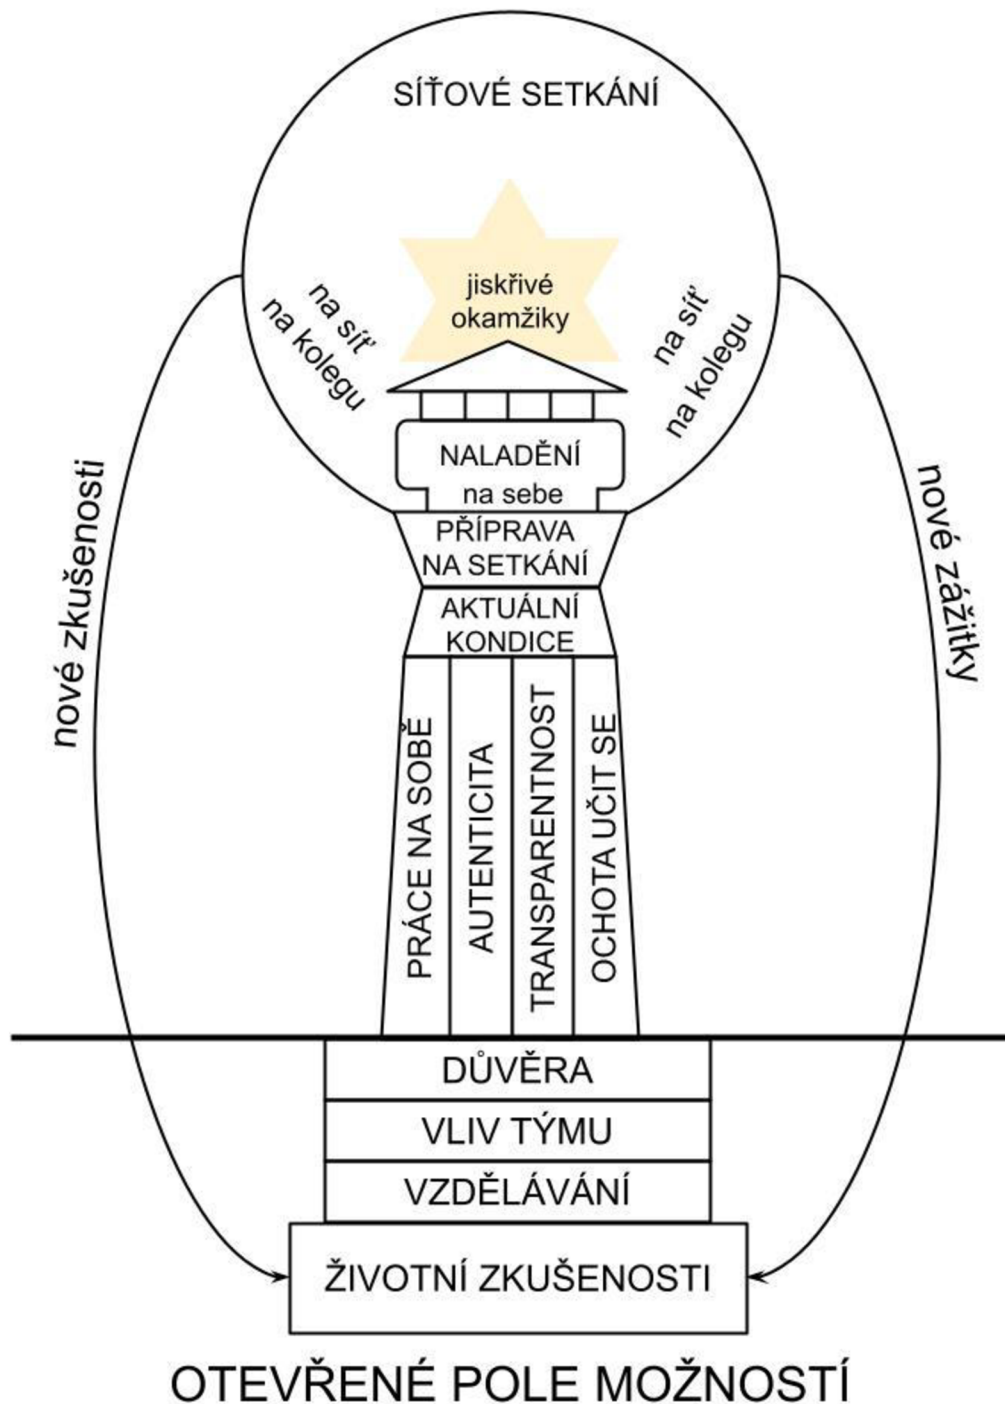 SÍŤOVÉ SETKÁNÍ
jiskřivé
okamžiky
na síť
na kolegu
na síť
na kolegu
NALADĚNÍ
na sebe
PŘÍPRAVA
NA SETKÁNÍ
AKTUÁLNÍ
KONDICE
nové zkušenosti
nové zážitky
PRÁCE NA SOBĚ
AUTENTICITA
TRANSPARENTNOST
OCHOTA UČIT SE
DŮVĚRA
VLIV TÝMU
VZDĚLÁVÁNÍ
ŽIVOTNÍ ZKUŠENOSTI
OTEVŘENÉ POLE MOŽNOSTÍ